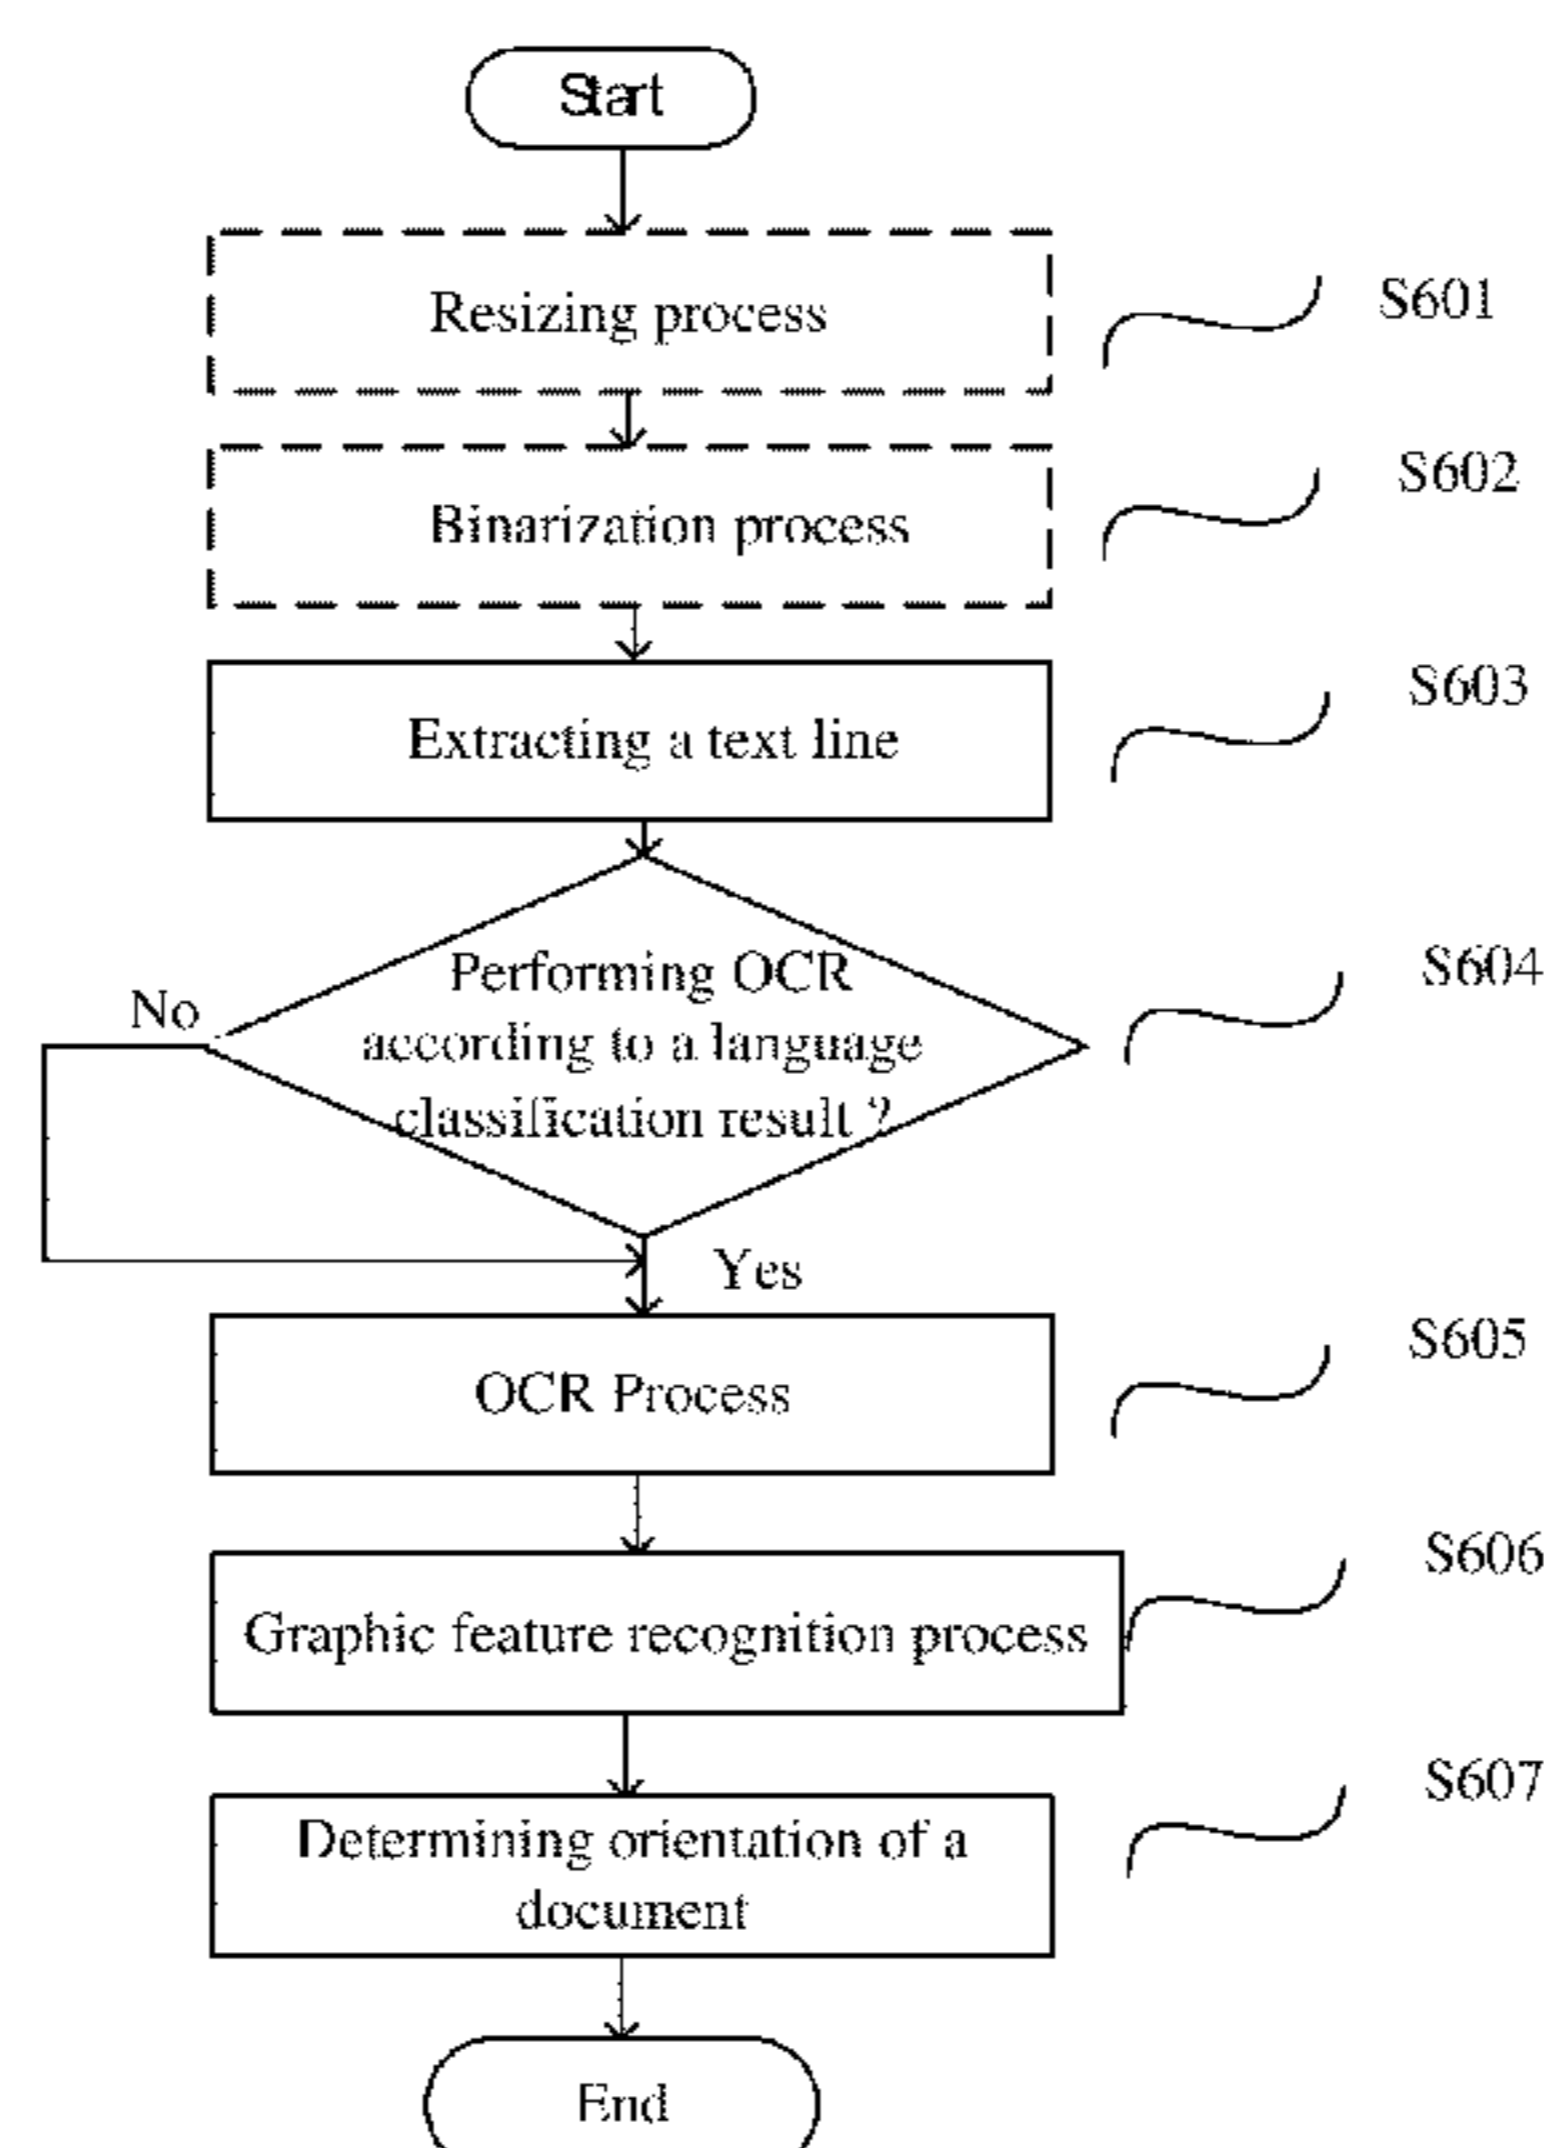 Start
Resizing process
S601
Binarization process
S602
Extracting a text line
S603
Performing OCR
according to a language
classification result ?
S604
No
Yes
OCR Process
S605
Graphic feature recognition process
S606
Determining orientation of a
document
S607
End